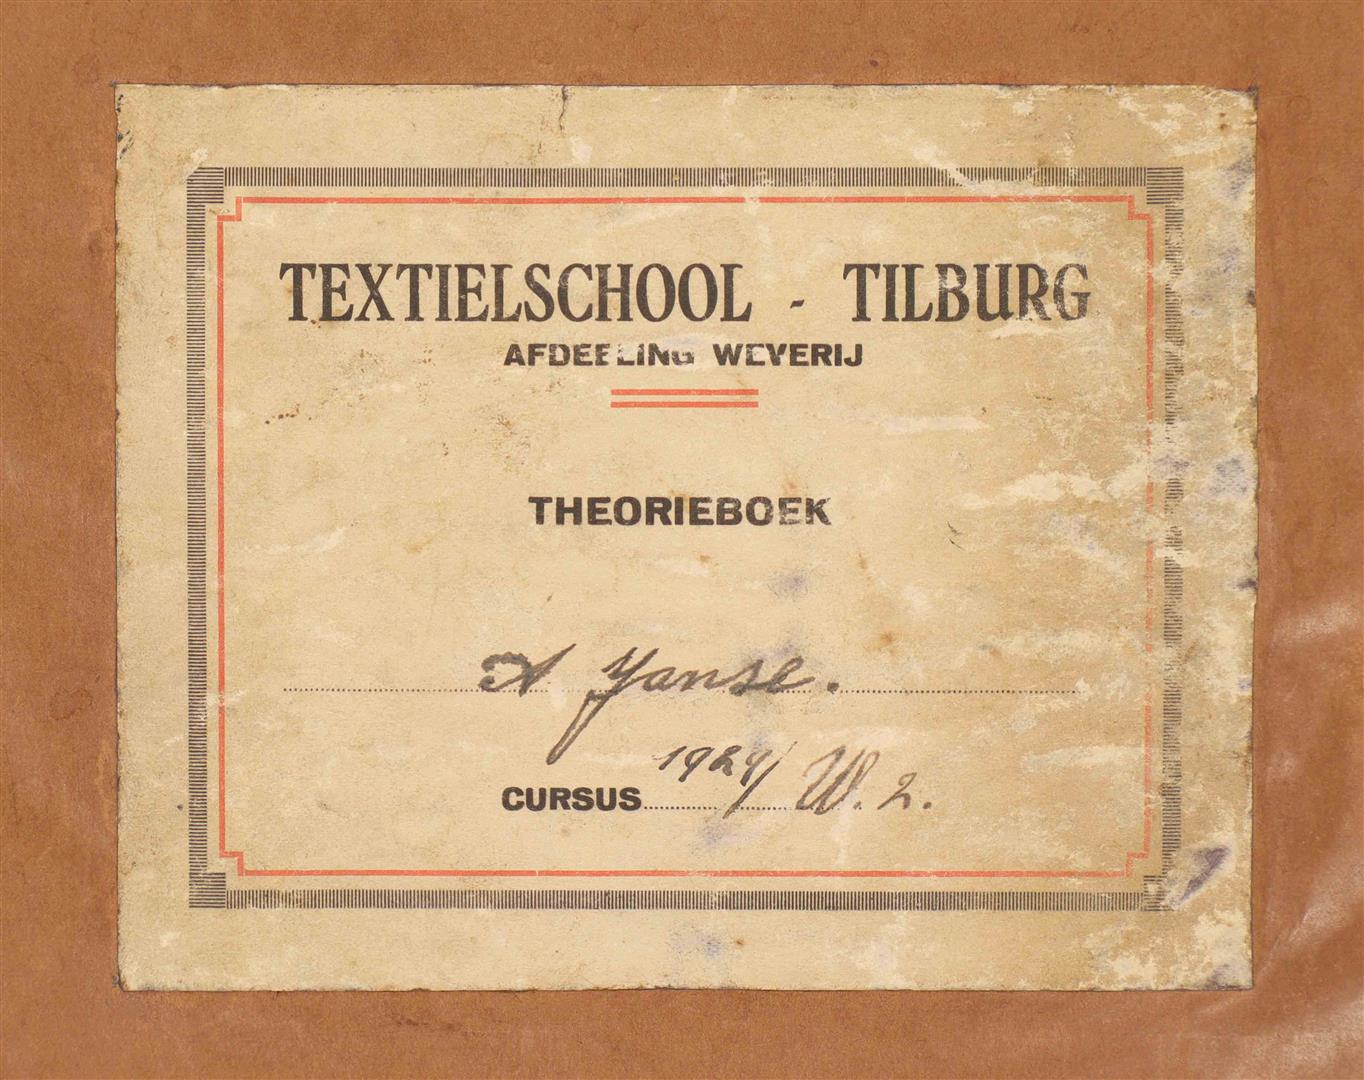 TEXTIELSCHOOL - TILBURG
AFDEELING WEVERIJ
THEORIEBOEK
A Janse.
CURSUS 1929/ W. 2.